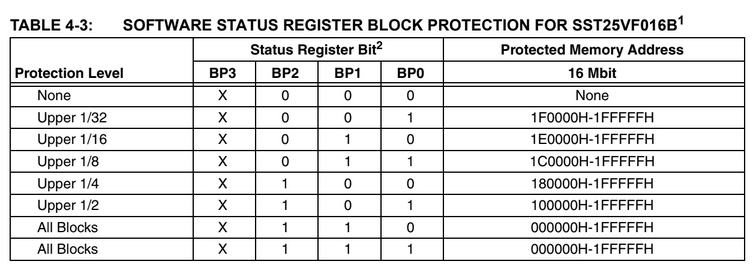 TABLE 4-3: SOFTWARE STATUS REGISTER BLOCK PROTECTION FOR SST25VF016B1
Status Register Bit2 Protected Memory Address
Protection Level BP3 BP2 BP1 BP0 16 Mbit
None X 0 0 0 None
Upper 1/32 X 0 0 1 1F0000H-1FFFFFH
Upper 1/16 X 0 1 0 1E0000H-1FFFFFH
Upper 1/8 X 0 1 1 1C0000H-1FFFFFH
Upper 1/4 X 1 0 0 180000H-1FFFFFH
Upper 1/2 X 1 0 1 100000H-1FFFFFH
All Blocks X 1 1 0 000000H-1FFFFFH
All Blocks X 1 1 1 000000H-1FFFFFH